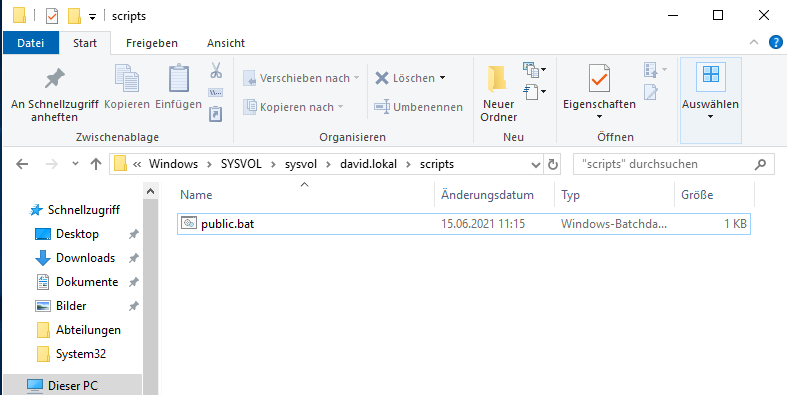 scripts
Datei Start Freigeben Ansicht
An Schnellzugriff anheften
Kopieren
Einfügen
Verschieben nach
Kopieren nach
Löschen
Umbenennen
Neuer Ordner
Eigenschaften
Auswählen
Zwischenablage Organisieren Neu Öffnen
Windows SYSVOL sysvol david.lokal scripts
"scripts" durchsuchen
Name Änderungsdatum Typ Größe
public.bat 15.06.2021 11:15 Windows-Batchda... 1 KB
Schnellzugriff
Desktop
Downloads
Dokumente
Bilder
Abteilungen
System32
Dieser PC